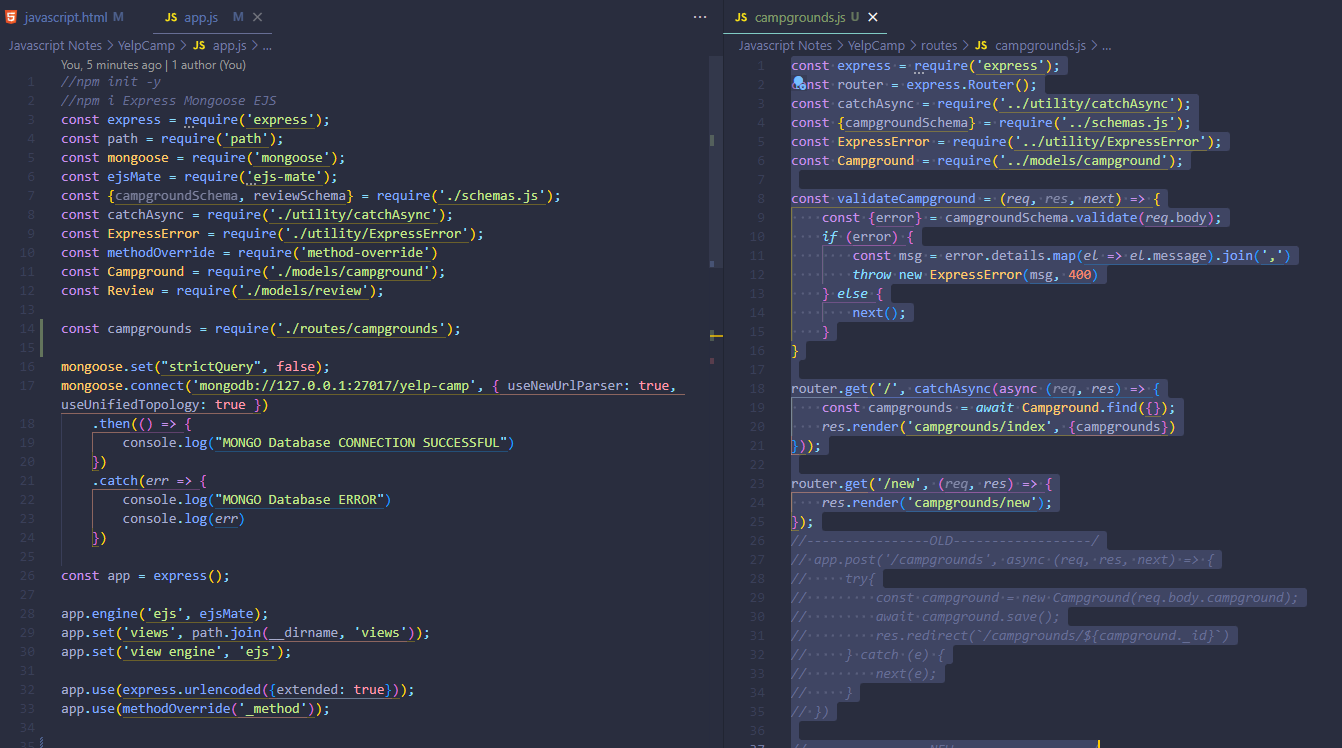 javascript.html M
JS app.js M
Javascript Notes > YelpCamp > JS app.js > ...
You, 5 minutes ago | 1 author (You)
1 //npm init -y
2 //npm i Express Mongoose EJS
3 const express = require('express');
4 const path = require('path');
5 const mongoose = require('mongoose');
6 const ejsMate = require('ejs-mate');
7 const {campgroundSchema, reviewSchema} = require('./schemas.js');
8 const catchAsync = require('./utility/catchAsync');
9 const ExpressError = require('./utility/ExpressError');
10 const methodOverride = require('method-override')
11 const Campground = require('./models/campground');
12 const Review = require('./models/review');
13
14 const campgrounds = require('./routes/campgrounds');
15
16 mongoose.set("strictQuery", false);
17 mongoose.connect('mongodb://127.0.0.1:27017/yelp-camp', { useNewUrlParser: true,
useUnifiedTopology: true })
18 .then(() => {
19 console.log("MONGO Database CONNECTION SUCCESSFUL")
20 })
21 .catch(err => {
22 console.log("MONGO Database ERROR")
23 console.log(err)
24 })
25
26 const app = express();
27
28 app.engine('ejs', ejsMate);
29 app.set('views', path.join(__dirname, 'views'));
30 app.set('view engine', 'ejs');
31
32 app.use(express.urlencoded({extended: true}));
33 app.use(methodOverride('_method'));
34
35
JS campgrounds.js U
Javascript Notes > YelpCamp > routes > JS campgrounds.js > ...
1 const express = require('express');
2 const router = express.Router();
3 const catchAsync = require('../utility/catchAsync');
4 const {campgroundSchema} = require('../schemas.js');
5 const ExpressError = require('../utility/ExpressError');
6 const Campground = require('../models/campground');
7
8 const validateCampground = (req, res, next) => {
9 const {error} = campgroundSchema.validate(req.body);
10 if (error) {
11 const msg = error.details.map(el => el.message).join(',')
12 throw new ExpressError(msg, 400)
13 } else {
14 next();
15 }
16 }
17
18 router.get('/', catchAsync(async (req, res) => {
19 const campgrounds = await Campground.find({});
20 res.render('campgrounds/index', {campgrounds})
21 }));
22
23 router.get('/new', (req, res) => {
24 res.render('campgrounds/new');
25 });
26 //----------------OLD------------------/
27 // app.post('/campgrounds', async (req, res, next) => {
28 // try{
29 // const campground = new Campground(req.body.campground);
30 // await campground.save();
31 // res.redirect(`/campgrounds/${campground._id}`)
32 // } catch (e) {
33 // next(e);
34 // }
35 // })
36
37